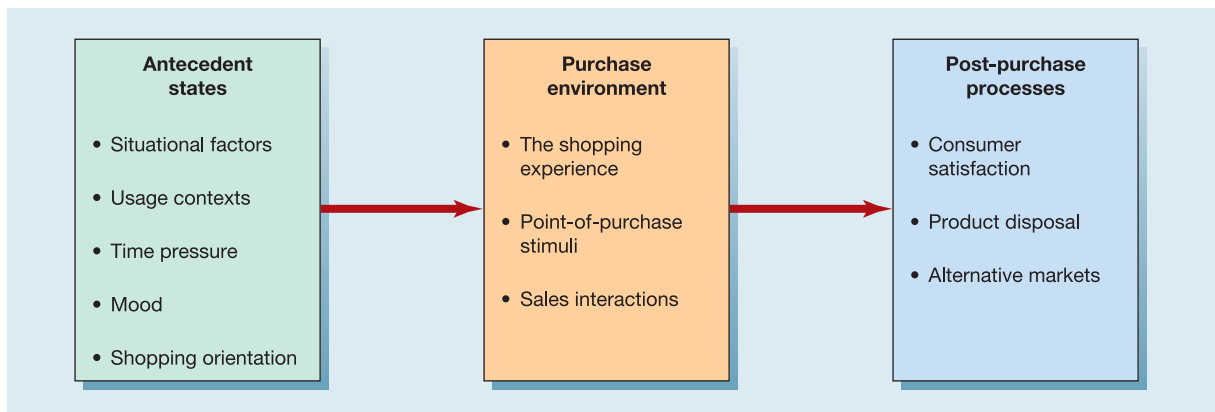 Antecedent
states
• Situational factors
• Usage contexts
• Time pressure
• Mood
• Shopping orientation
Purchase
environment
• The shopping
experience
• Point-of-purchase
stimuli
• Sales interactions
Post-purchase
processes
• Consumer
satisfaction
• Product disposal
• Alternative markets